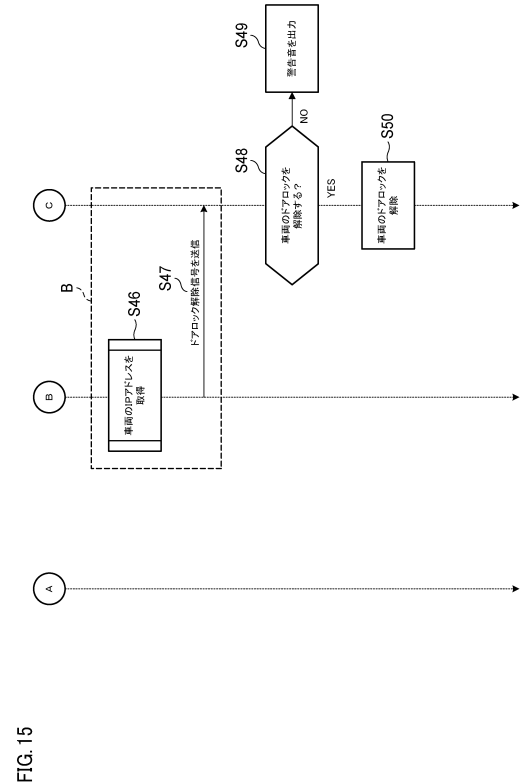 FIG. 15
A
B
C
B
S46
車両のIPアドレスを
取得
S47
ドアロック解除信号を送信
S48
車両のドアロックを
解除する?
NO
S49
警告音を出力
YES
S50
車両のドアロックを
解除